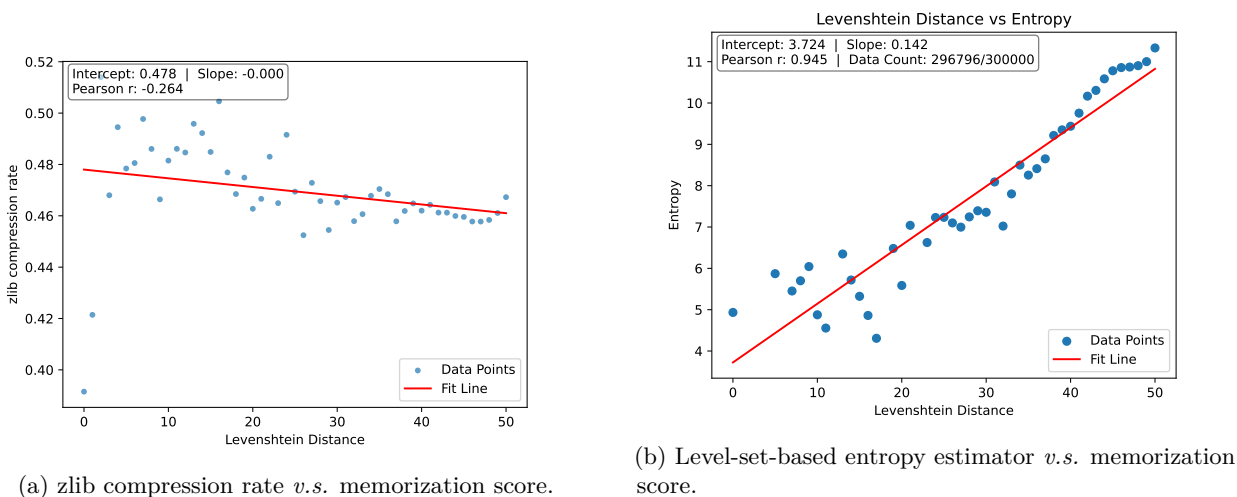 Intercept: 0.478 | Slope: -0.000
Pearson r: -0.264
0.52
0.50
0.48
0.46
0.44
0.42
0.40
zlib compression rate
0 10 20 30 40 50
Levenshtein Distance
Data Points
Fit Line
(a) zlib compression rate v.s. memorization score.
Levenshtein Distance vs Entropy
Intercept: 3.724 | Slope: 0.142
Pearson r: 0.945 | Data Count: 296796/300000
11
10
9
8
7
6
5
4
Entropy
0 10 20 30 40 50
Levenshtein Distance
Data Points
Fit Line
(b) Level-set-based entropy estimator v.s. memorization
score.